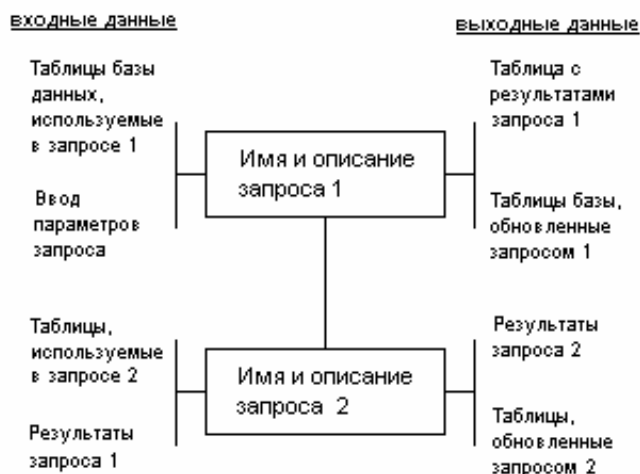 входные данные
выходные данные
Таблицы базы
данных,
используемые
в запросе 1
Ввод
параметров
запроса
Имя и описание
запроса 1
Таблица с
результатами
запроса 1
Таблицы базы,
обновленные
запросом 1
Таблицы,
используемые
в запросе 2
Результаты
запроса 1
Имя и описание
запроса 2
Результаты
запроса 2
Таблицы,
обновленные
запросом 2